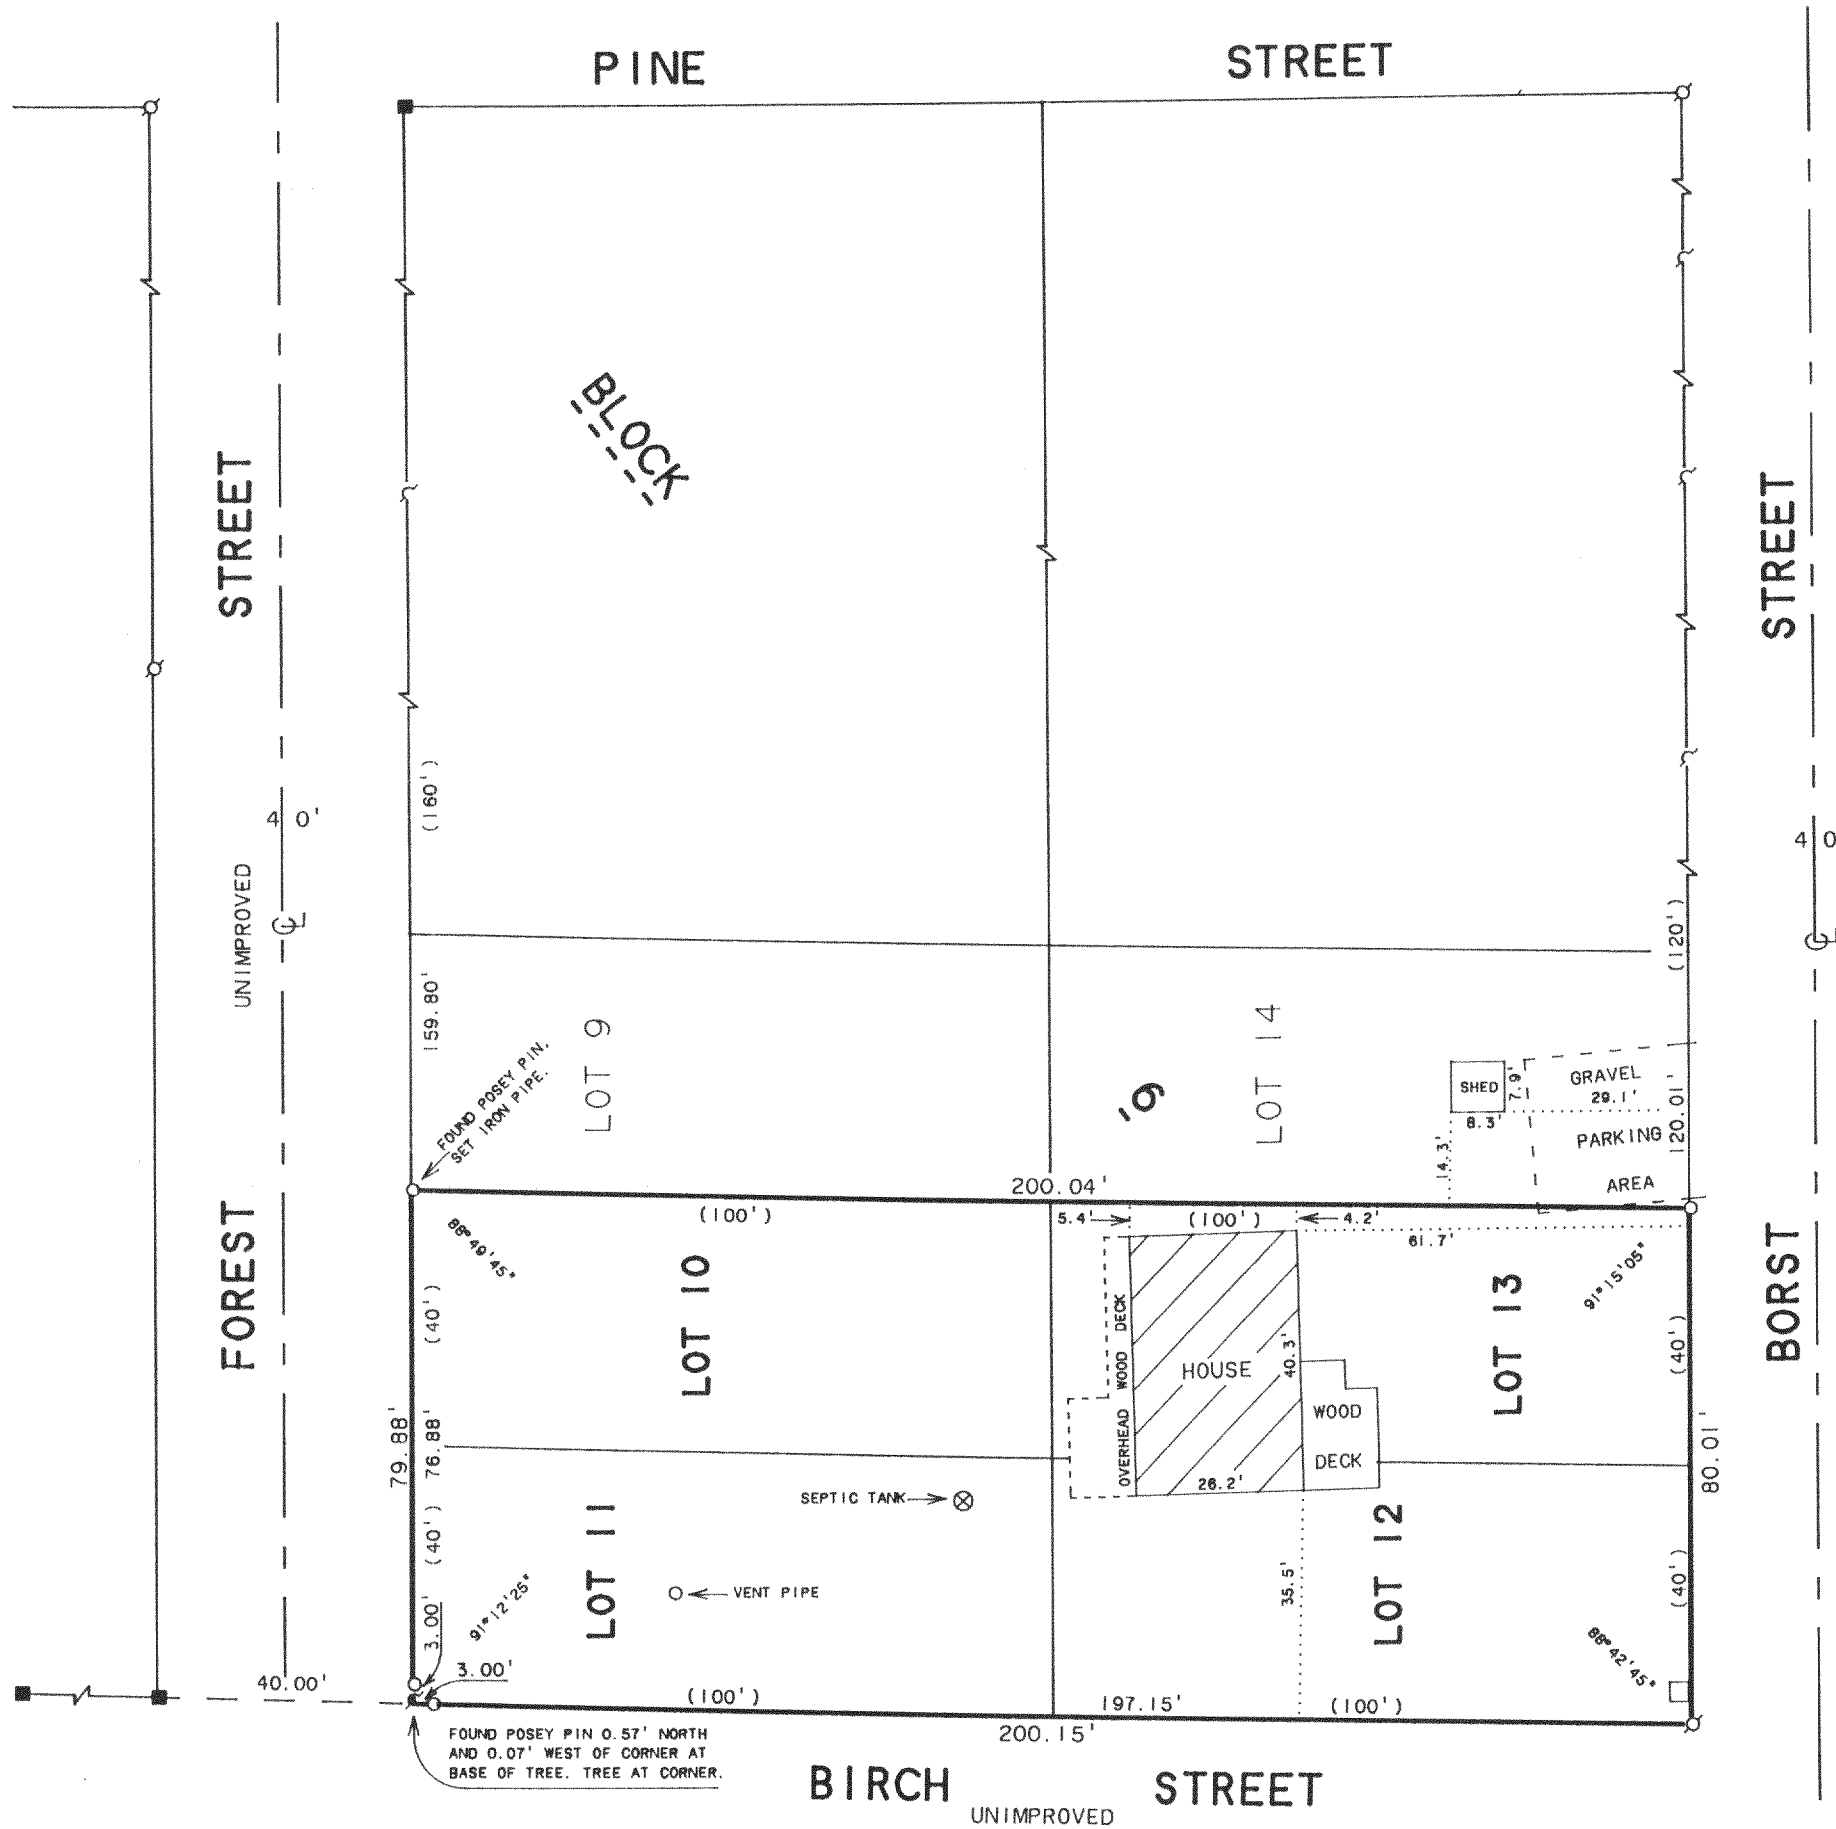 PINE STREET
BLOCK
STREET
STREET
(160')
4 0'
4 0
UNIMPROVED
(120')
159.80'
FOUND POSEY PIN.
SET IRON PIPE.
LOT 9
9
LOT 14
SHED
7.9'
GRAVEL
29.1'
8.3'
PARKING
120.01'
14.3'
AREA
200.04'
(100')
5.4'
(100')
4.2'
61.7'
88°49'45"
91°15'05"
FOREST
BORST
(40')
LOT 10
OVERHEAD WOOD DECK
HOUSE
40.3'
WOOD
DECK
LOT 13
(40')
79.88'
76.88'
26.2'
80.01'
SEPTIC TANK
(40')
LOT 11
VENT PIPE
35.5'
LOT 12
(40')
3.00'
91°12'25"
88°42'45"
40.00'
3.00'
(100')
197.15'
(100')
200.15'
FOUND POSEY PIN 0.57' NORTH
AND 0.07' WEST OF CORNER AT
BASE OF TREE. TREE AT CORNER.
BIRCH STREET
UNIMPROVED